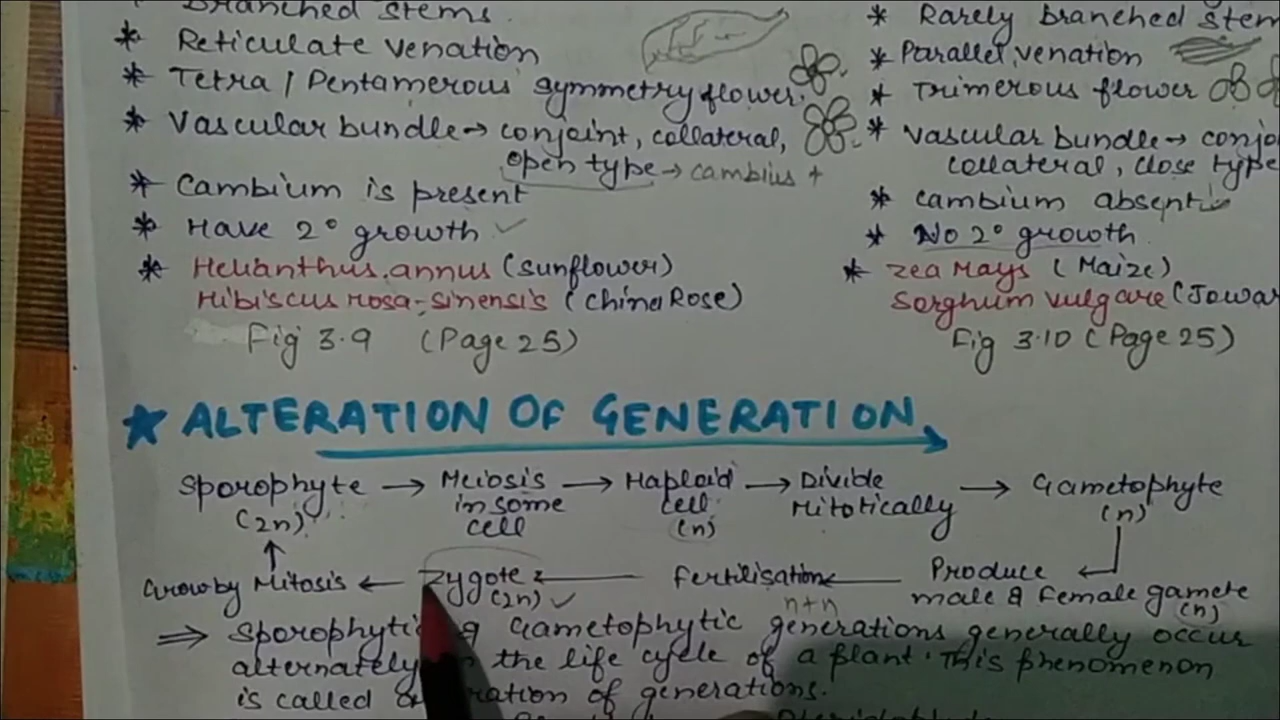 Branched stems.
* Reticulate venation
* Tetra / Pentamerous symmetry flower.
* Vascular bundle → conjoint, collateral,
open type → cambium +
* Cambium is present
* Have 2° growth ✓
* Helianthus annus (sunflower)
Hibiscus rosa-sinensis (China Rose)
Fig 3.9 (Page 25)
* Rarely branched stem
* Parallel venation
* Trimerous flower
* Vascular bundle → conjo
collateral, close type
* cambium absent
* No 2° growth
* Zea mays (Maize)
Sorghum vulgare (Jowar
Fig 3.10 (Page 25)
★ ALTERATION OF GENERATION
Sporophyte → Meiosis → Haploid → Divide → Gametophyte
(2n) in some cell Mitotically (n)
cell (n)
↑
Grow by Mitosis ← Zygote ← Fertilisation ← Produce
(2n) ✓ n+n male & female gamete
(n)
⇒ Sporophytic & Gametophytic generations generally occur
alternately the life cycle of a plant. This phenomenon
is called of generations.